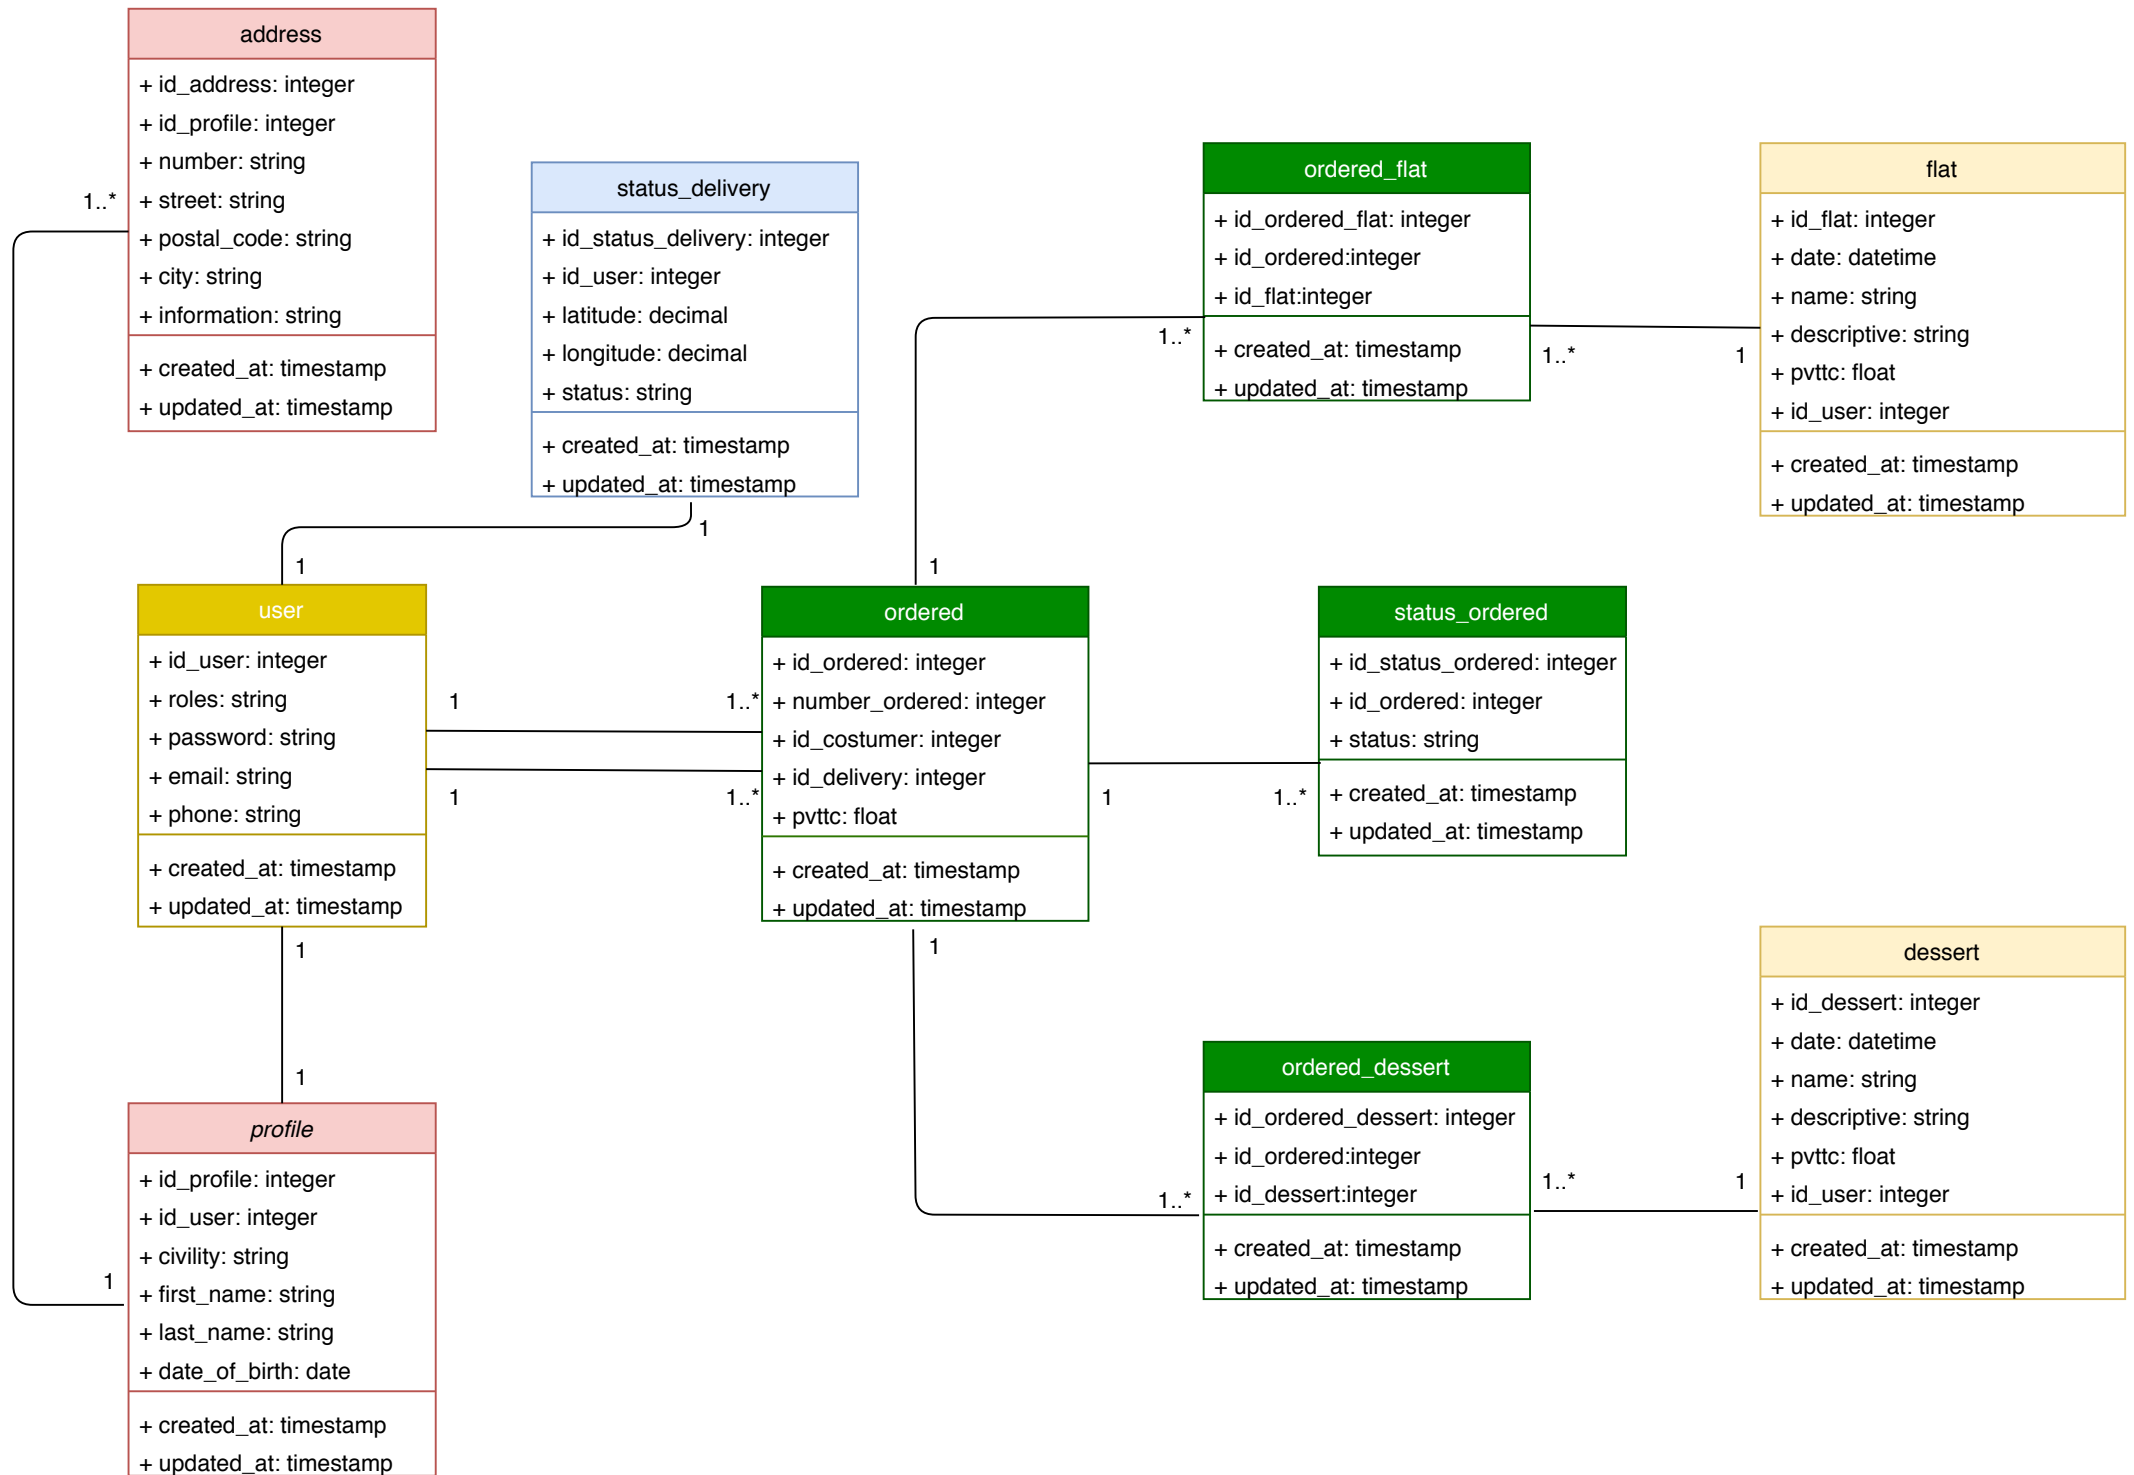 address
+ id_address: integer
+ id_profile: integer
+ number: string
+ street: string
+ postal_code: string
+ city: string
+ information: string
+ created_at: timestamp
+ updated_at: timestamp
1..*
status_delivery
+ id_status_delivery: integer
+ id_user: integer
+ latitude: decimal
+ longitude: decimal
+ status: string
+ created_at: timestamp
+ updated_at: timestamp
1
1
ordered_flat
+ id_ordered_flat: integer
+ id_ordered:integer
+ id_flat:integer
+ created_at: timestamp
+ updated_at: timestamp
1..*
1..*
1
flat
+ id_flat: integer
+ date: datetime
+ name: string
+ descriptive: string
+ pvttc: float
+ id_user: integer
+ created_at: timestamp
+ updated_at: timestamp
user
+ id_user: integer
+ roles: string
+ password: string
+ email: string
+ phone: string
+ created_at: timestamp
+ updated_at: timestamp
1
1..*
1
1..*
1
ordered
+ id_ordered: integer
+ number_ordered: integer
+ id_costumer: integer
+ id_delivery: integer
+ pvttc: float
+ created_at: timestamp
+ updated_at: timestamp
1
1..*
status_ordered
+ id_status_ordered: integer
+ id_ordered: integer
+ status: string
+ created_at: timestamp
+ updated_at: timestamp
1
1
1
profile
+ id_profile: integer
+ id_user: integer
+ civility: string
+ first_name: string
+ last_name: string
+ date_of_birth: date
+ created_at: timestamp
+ updated_at: timestamp
1
ordered_dessert
+ id_ordered_dessert: integer
+ id_ordered:integer
+ id_dessert:integer
+ created_at: timestamp
+ updated_at: timestamp
1..*
1..*
1
dessert
+ id_dessert: integer
+ date: datetime
+ name: string
+ descriptive: string
+ pvttc: float
+ id_user: integer
+ created_at: timestamp
+ updated_at: timestamp